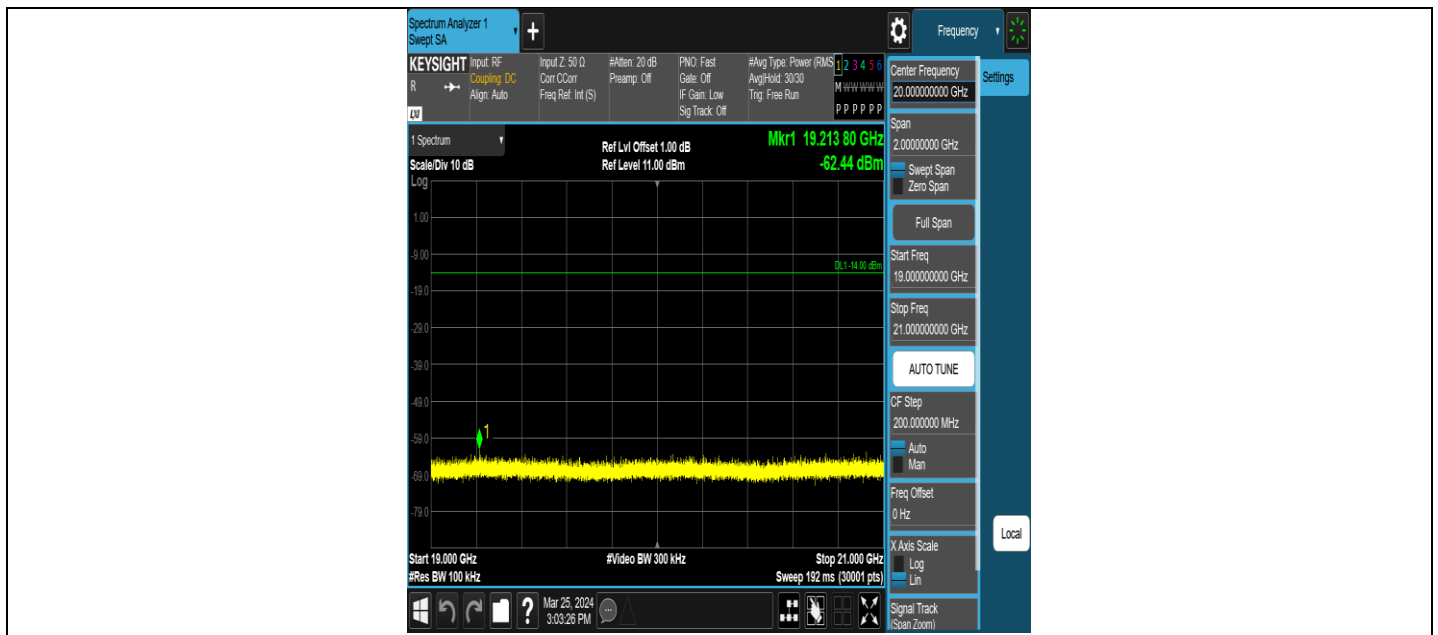 Spectrum Analyzer 1
Swept SA
+
Frequency
KEYSIGHT
R
LXI
Input: RF
Coupling: DC
Align: Auto
Input Z: 50 Ω
Corr CCorr
Freq Ref: Int (S)
#Atten: 20 dB
Preamp: Off
PNO: Fast
Gate: Off
IF Gain: Low
Sig Track: Off
#Avg Type: Power (RMS
Avg|Hold: 30/30
Trig: Free Run
1 2 3 4 5 6
M W W W W W
P P P P P P
1 Spectrum
Scale/Div 10 dB
Log
Ref Lvl Offset 1.00 dB
Ref Level 11.00 dBm
Mkr1 19.213 80 GHz
-62.44 dBm
1.00
-9.00
DL1 -14.00 dBm
-19.0
-29.0
-39.0
-49.0
-59.0
1
-69.0
-79.0
Start 19.000 GHz
#Res BW 100 kHz
#Video BW 300 kHz
Stop 21.000 GHz
Sweep 192 ms (30001 pts)
?
Mar 25, 2024
3:03:26 PM
Center Frequency
20.000000000 GHz
Settings
Span
2.00000000 GHz
Swept Span
Zero Span
Full Span
Start Freq
19.000000000 GHz
Stop Freq
21.000000000 GHz
AUTO TUNE
CF Step
200.000000 MHz
Auto
Man
Freq Offset
0 Hz
Local
X Axis Scale
Log
Lin
Signal Track
(Span Zoom)